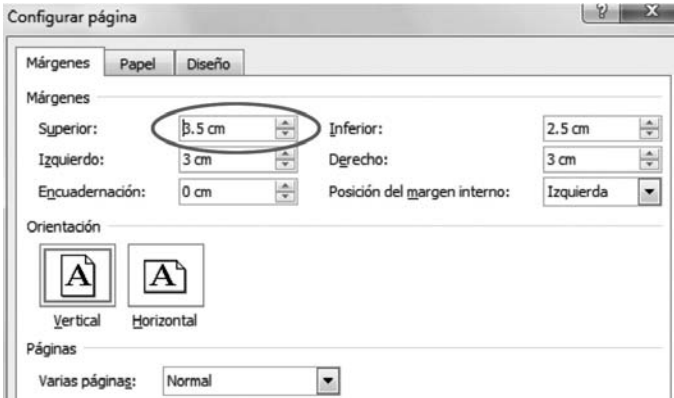 Configurar página
Márgenes Papel Diseño
Márgenes
Superior: 3.5 cm Inferior: 2.5 cm
Izquierdo: 3 cm Derecho: 3 cm
Encuadernación: 0 cm Posición del margen interno: Izquierda
Orientación
A A
Vertical Horizontal
Páginas
Varias páginas: Normal